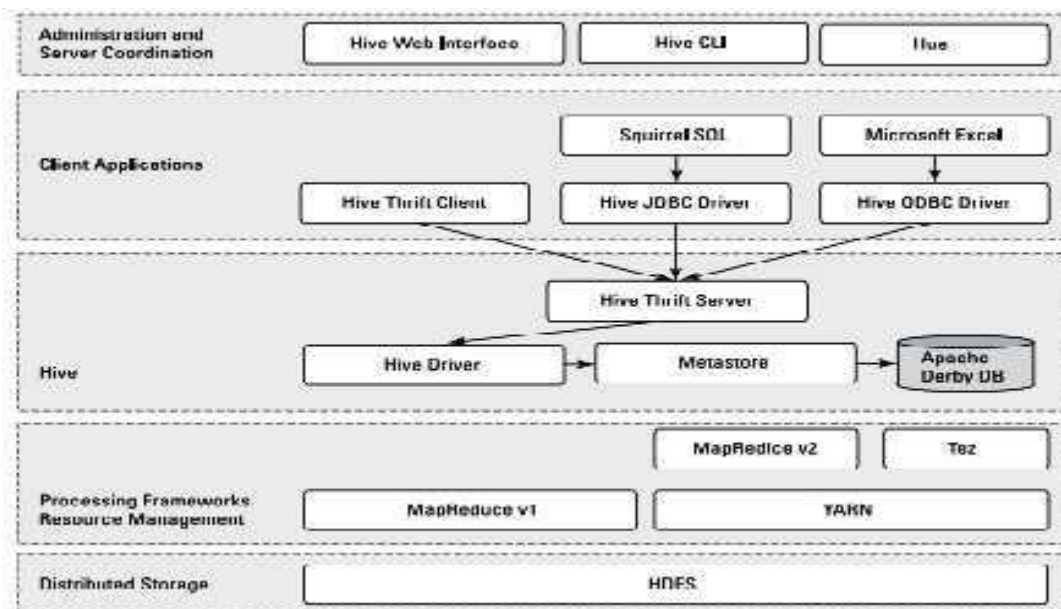 Administration and
Server Coordination
Hive Web Interface
Hive CLI
Hue
Client Applications
Squirrel SQL
Microsoft Excel
Hive Thrift Client
Hive JDBC Driver
Hive ODBC Driver
Hive Thrift Server
Hive
Hive Driver
Metastore
Apache
Derby DB
MapRedice v2
Tez
Processing Frameworks
Resource Management
MapReduce v1
YARN
Distributed Storage
HDFS